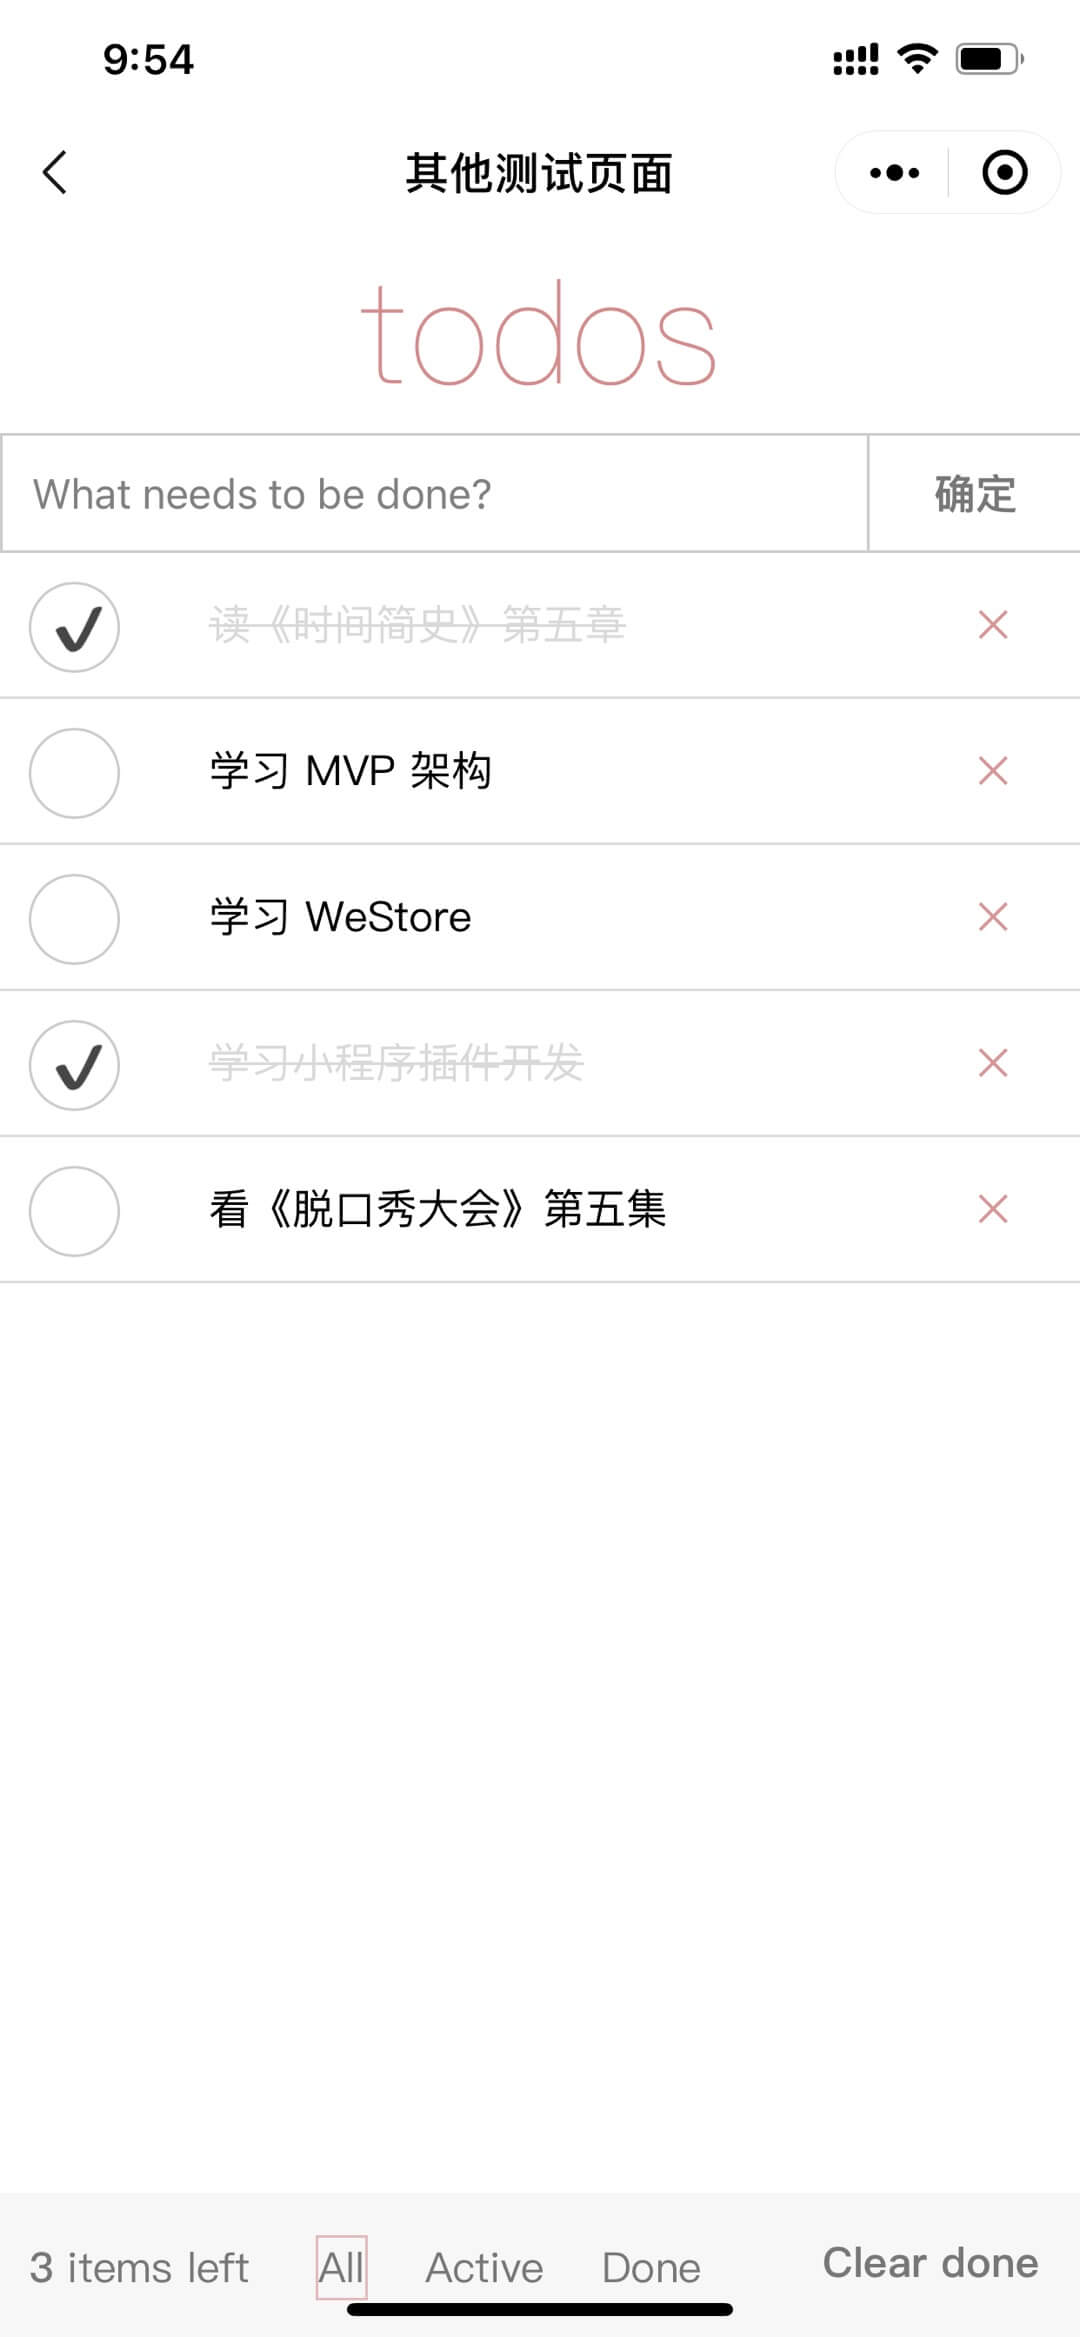 9:54
其他测试页面
todos
What needs to be done?
确定
读《时间简史》第五章
学习 MVP 架构
学习 WeStore
学习小程序插件开发
看《脱口秀大会》第五集
3 items left All Active Done Clear done